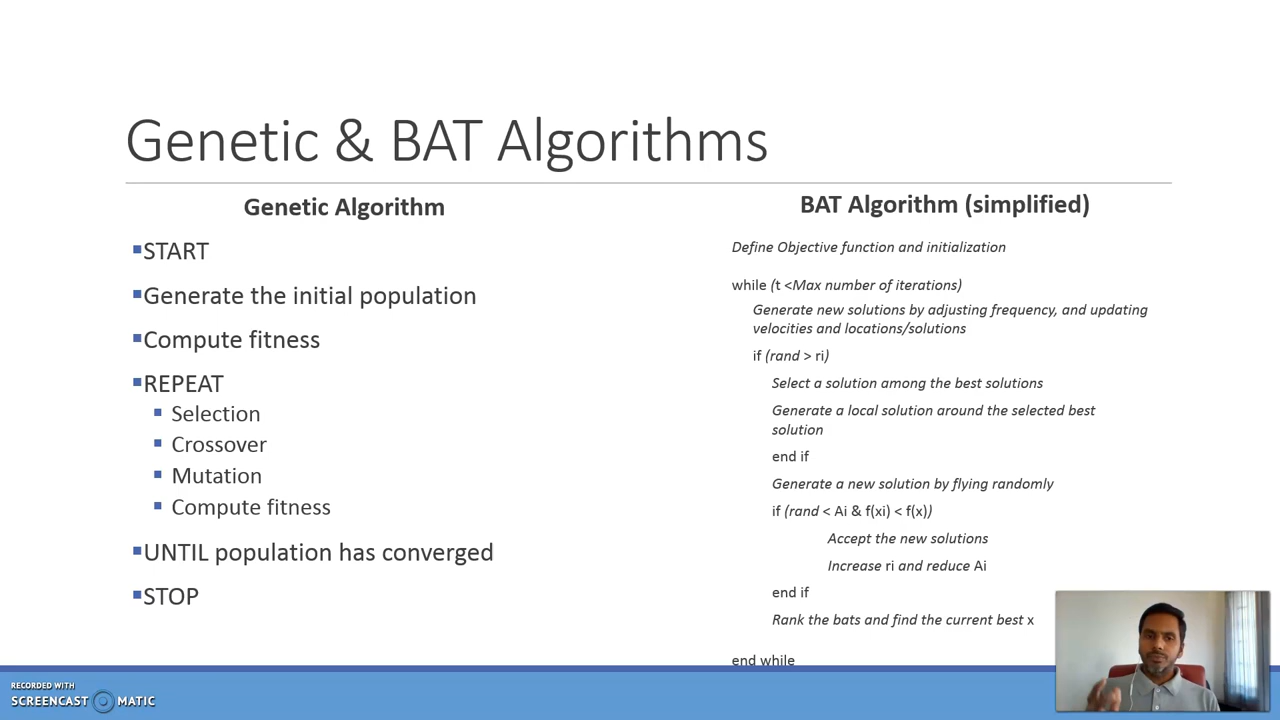 Genetic & BAT Algorithms
Genetic Algorithm
START
Generate the initial population
Compute fitness
REPEAT
Selection
Crossover
Mutation
Compute fitness
UNTIL population has converged
STOP
BAT Algorithm (simplified)
Define Objective function and initialization
while (t <Max number of iterations)
Generate new solutions by adjusting frequency, and updating
velocities and locations/solutions
if (rand > ri)
Select a solution among the best solutions
Generate a local solution around the selected best
solution
end if
Generate a new solution by flying randomly
if (rand < Ai & f(xi) < f(x))
Accept the new solutions
Increase ri and reduce Ai
end if
Rank the bats and find the current best x
end while
RECORDED WITH
SCREENCAST MATIC